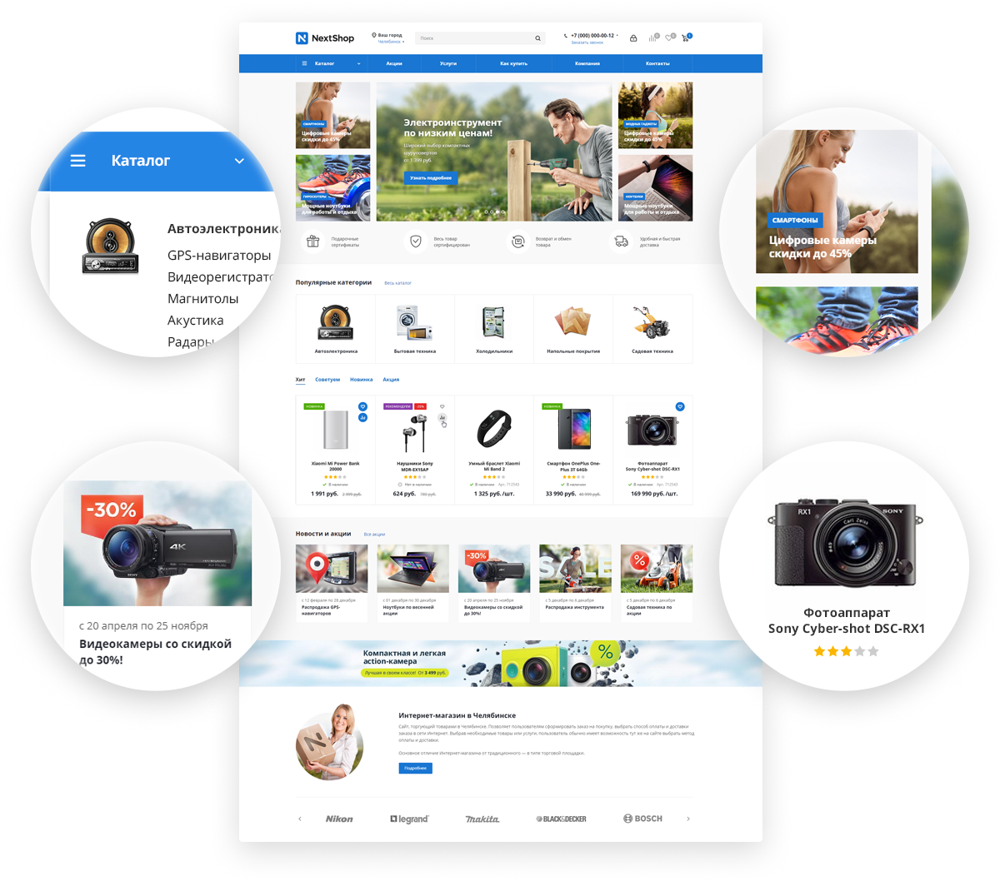 NextShop
Ваш город
Челябинск
Поиск
+7 (000) 000-00-12
Заказать звонок
0
0
1
Каталог
Акции
Услуги
Как купить
Компания
Контакты
СМАРТФОНЫ
Цифровые камеры
скидки до 45%
ГИРОСКУТЕРЫ
Мощные ноутбуки
для работы и отдыха
Электроинструмент
по низким ценам!
Широкий выбор компактных
шуруповертов
от 1 399 руб.
Узнать подробнее
МОДНЫЕ ГАДЖЕТЫ
Цифровые камеры
скидки до 45%
НОУТБУКИ
Мощные ноутбуки
для работы и отдыха
Подарочные
сертификаты
Весь товар
сертифицирован
Возврат и обмен
товара
Удобная и быстрая
доставка
Популярные категории
Весь каталог
Автоэлектроника
Бытовая техника
Холодильники
Напольные покрытия
Садовая техника
Хит
Советуем
Новинка
Акция
НОВИНКА
Xiaomi Mi Power Bank
20000
В наличии
1 991 руб.
2 999 руб.
РЕКОМЕНДУЕМ
-25%
Наушники Sony
MDR-EX15AP
Нет в наличии
624 руб.
780 руб.
Умный браслет Xiaomi
Mi Band 2
В наличии
Арт. 712543
1 325 руб./шт.
НОВИНКА
Смартфон OnePlus One-
Plus 3T 64Gb
В наличии
33 990 руб.
40 999 руб.
Фотоаппарат
Sony Cyber-shot DSC-RX1
В наличии
Арт. 712543
169 990 руб./шт.
Новости и акции
Все акции
с 12 февраля по 28 декабря
Распродажа GPS-
навигаторов
с 01 декабря по 30 декабря
Ноутбуки по весенней
акции
-30%
с 20 апреля по 25 ноября
Видеокамеры со скидкой
до 30%!
SALE
с 5 декабря по 6 декабря
Распродажа инструмента
%
с 5 декабря по 6 декабря
Садовая техника по
акции
Компактная и легкая
action-камера
Лучшая в своем классе! От 3 499 руб.
%
Интернет-магазин в Челябинске
Сайт, торгующий товарами в Челябинске. Позволяет пользователям сформировать заказ на покупку, выбрать способ оплаты и доставки
заказа в сети Интернет. Выбрав необходимые товары или услуги, пользователь обычно имеет возможность тут же на сайте выбрать метод
оплаты и доставки.
Основное отличие Интернет-магазина от традиционного — в типе торговой площадки.
Подробнее
Nikon
legrand
Makita
BLACK&DECKER
BOSCH
Каталог
Автоэлектроника
GPS-навигаторы
Видеорегистрато
Магнитолы
Акустика
Радары
СМАРТФОНЫ
Цифровые камеры
скидки до 45%
-30%
4K
SONY
с 20 апреля по 25 ноября
Видеокамеры со скидкой
до 30%!
RX1
SONY
Carl Zeiss
Фотоаппарат
Sony Cyber-shot DSC-RX1